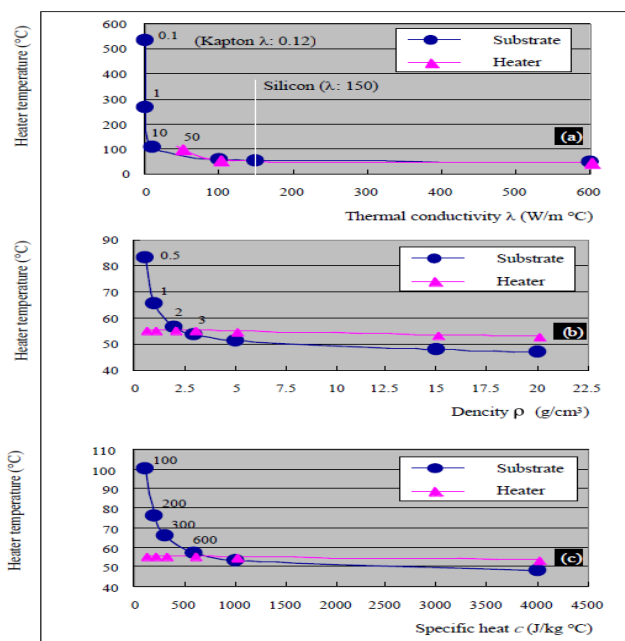 Heater temperature (°C)
600
500
400
300
200
100
0
0.1
(Kapton λ: 0.12)
1
Silicon (λ: 150)
10
50
Substrate
Heater
(a)
0 100 200 300 400 500 600
Thermal conductivity λ (W/m °C)
Heater temperature (°C)
90
80
70
60
50
40
0.5
1
2
3
Substrate
Heater
(b)
0 2.5 5 7.5 10 12.5 15 17.5 20 22.5
Dencity ρ (g/cm³)
Heater temperature (°C)
110
100
90
80
70
60
50
40
100
200
300
600
Substrate
Heater
(c)
0 500 1000 1500 2000 2500 3000 3500 4000 4500
Specific heat c (J/kg °C)